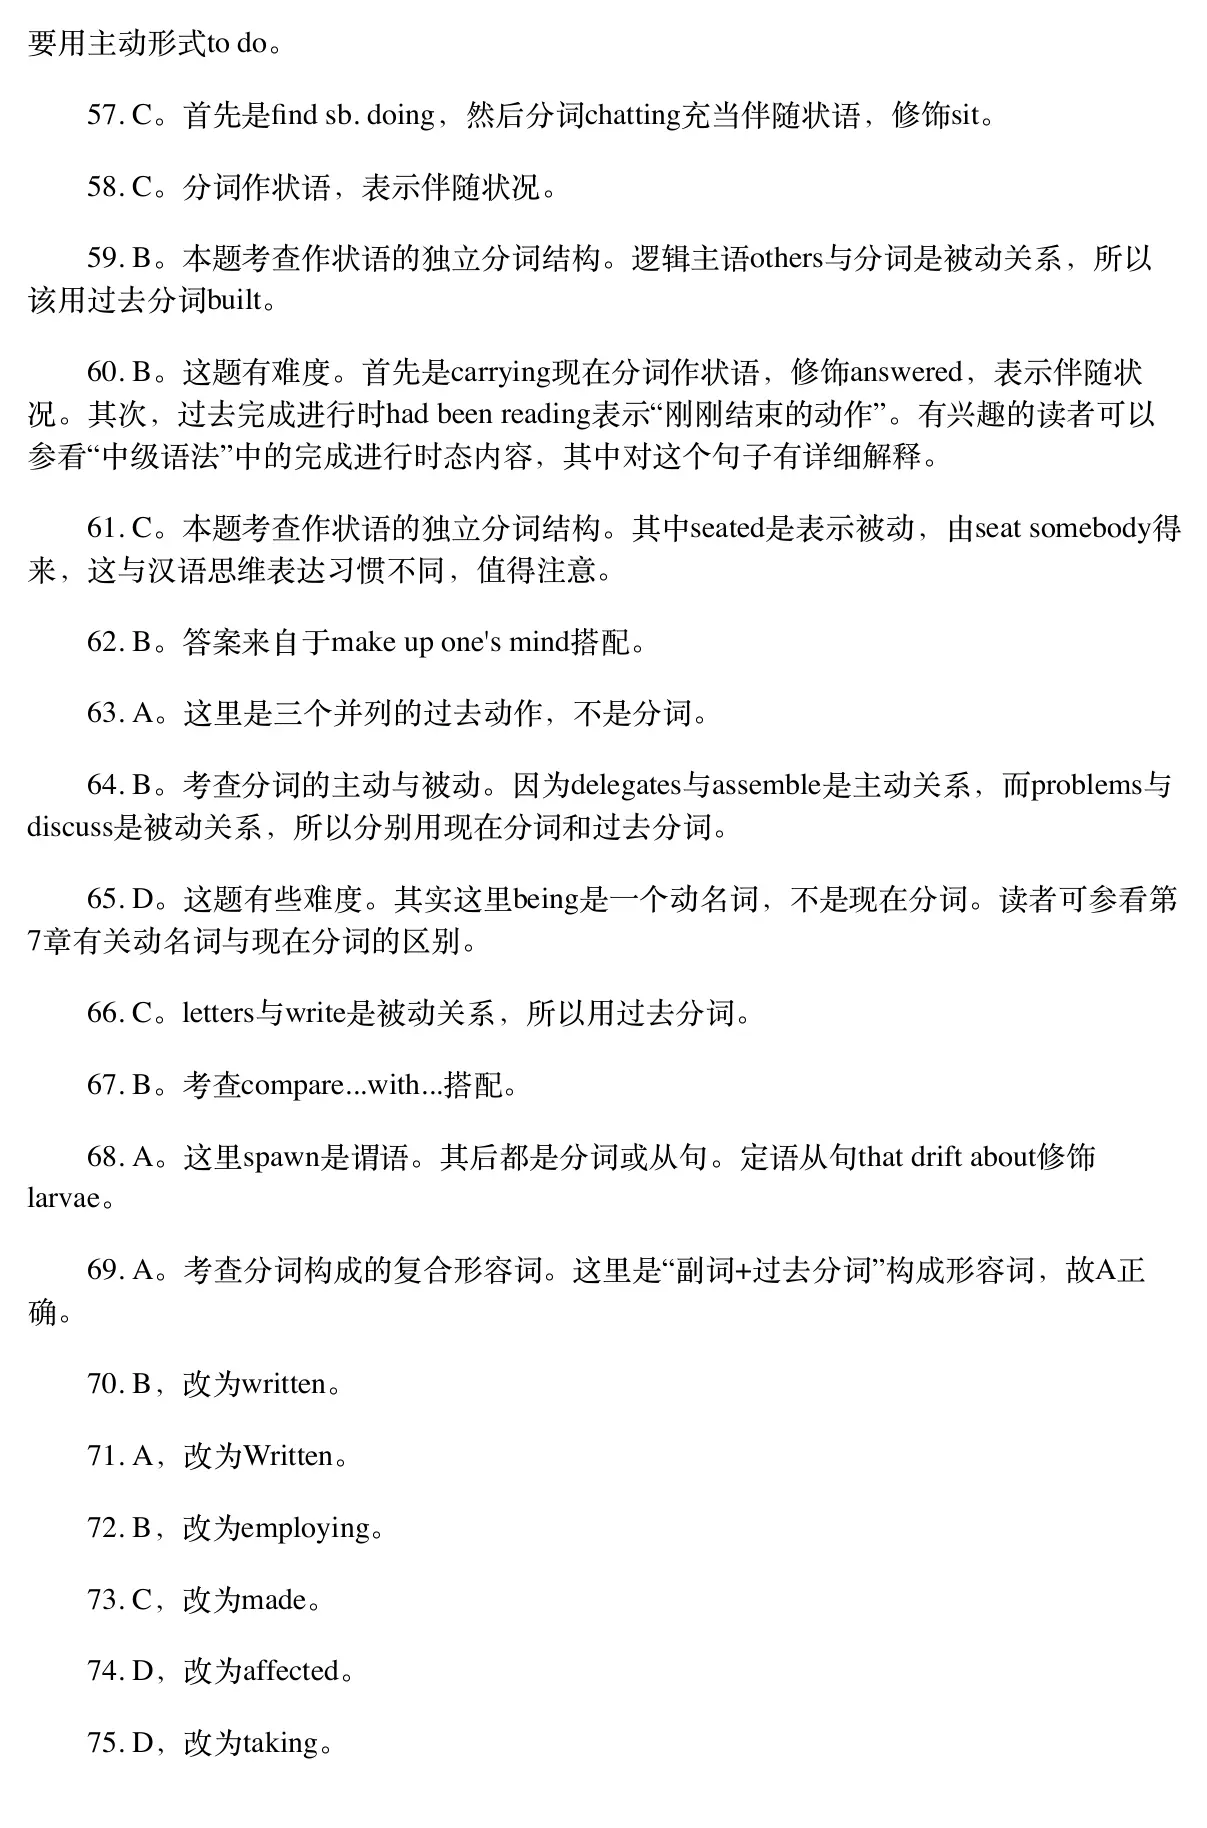 要用主动形式to do。
57. C。首先是find sb. doing，然后分词chatting充当伴随状语，修饰sit。
58. C。分词作状语，表示伴随状况。
59. B。本题考查作状语的独立分词结构。逻辑主语others与分词是被动关系，所以
该用过去分词built。
60. B。这题有难度。首先是carrying现在分词作状语，修饰answered，表示伴随状
况。其次，过去完成进行时had been reading表示“刚刚结束的动作”。有兴趣的读者可以
参看“中级语法”中的完成进行时态内容，其中对这个句子有详细解释。
61. C。本题考查作状语的独立分词结构。其中seated是表示被动，由seat somebody得
来，这与汉语思维表达习惯不同，值得注意。
62. B。答案来自于make up one's mind搭配。
63. A。这里是三个并列的过去动作，不是分词。
64. B。考查分词的主动与被动。因为delegates与assemble是主动关系，而problems与
discuss是被动关系，所以分别用现在分词和过去分词。
65. D。这题有些难度。其实这里being是一个动名词，不是现在分词。读者可参看第
7章有关动名词与现在分词的区别。
66. C。letters与write是被动关系，所以用过去分词。
67. B。考查compare...with...搭配。
68. A。这里spawn是谓语。其后都是分词或从句。定语从句that drift about修饰
larvae。
69. A。考查分词构成的复合形容词。这里是“副词+过去分词”构成形容词，故A正
确。
70. B，改为written。
71. A，改为Written。
72. B，改为employing。
73. C，改为made。
74. D，改为affected。
75. D，改为taking。